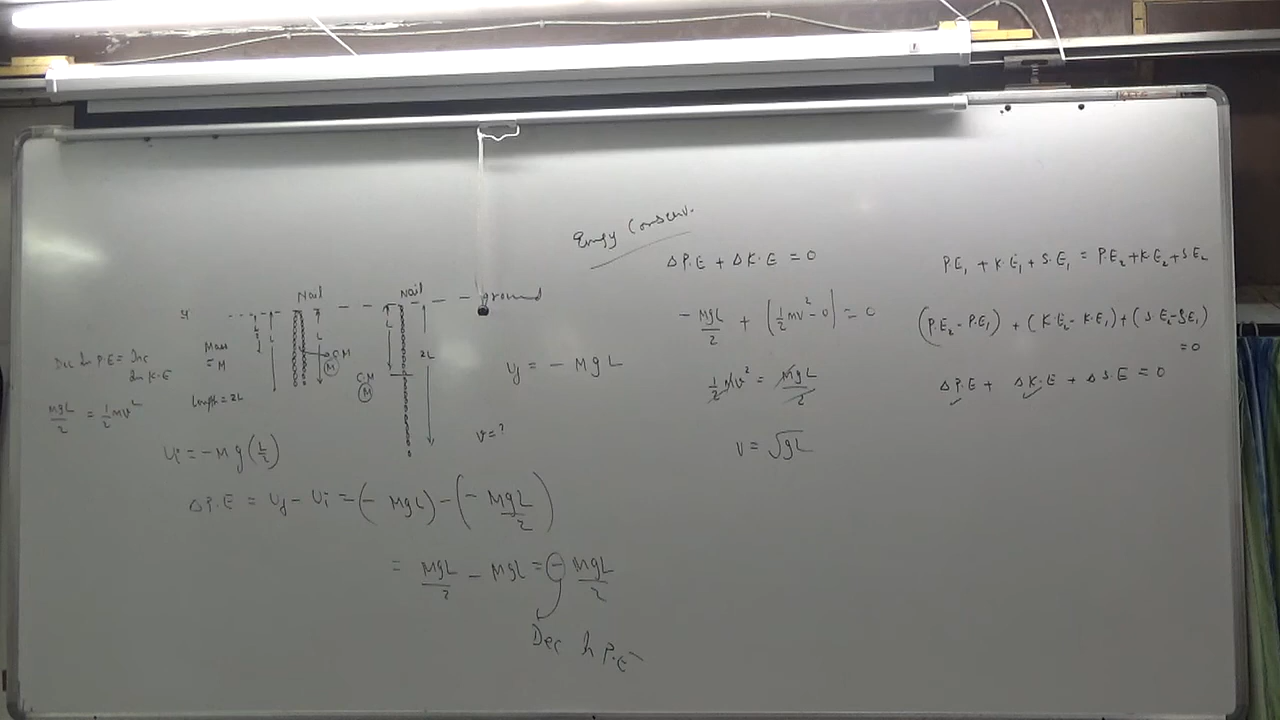 Energy Conserv.
ΔP.E + ΔK.E = 0
P.E₁ + K.E₁ + S.E₁ = P.E₂ + K.E₂ + S.E₂
Nail
Nail
ground
- MgL/2 + (1/2 mv² - 0) = 0
(P.E₂ - P.E₁) + (K.E₂ - K.E₁) + (S.E₂ - S.E₁)
= 0
Mass
= M
L
L
2L
CM
M
CM
M
Dec In P.E = Inc
In K.E
Length = 2L
U_f = - MgL
1/2 mv² = MgL/2
ΔP.E + ΔK.E + ΔS.E = 0
MgL/2 = 1/2 mv²
v = ?
v = √gL
Ui = - Mg(L/2)
ΔP.E = U_f - Ui = (- MgL) - (- MgL/2)
= MgL/2 - MgL = - MgL/2
Dec In P.E